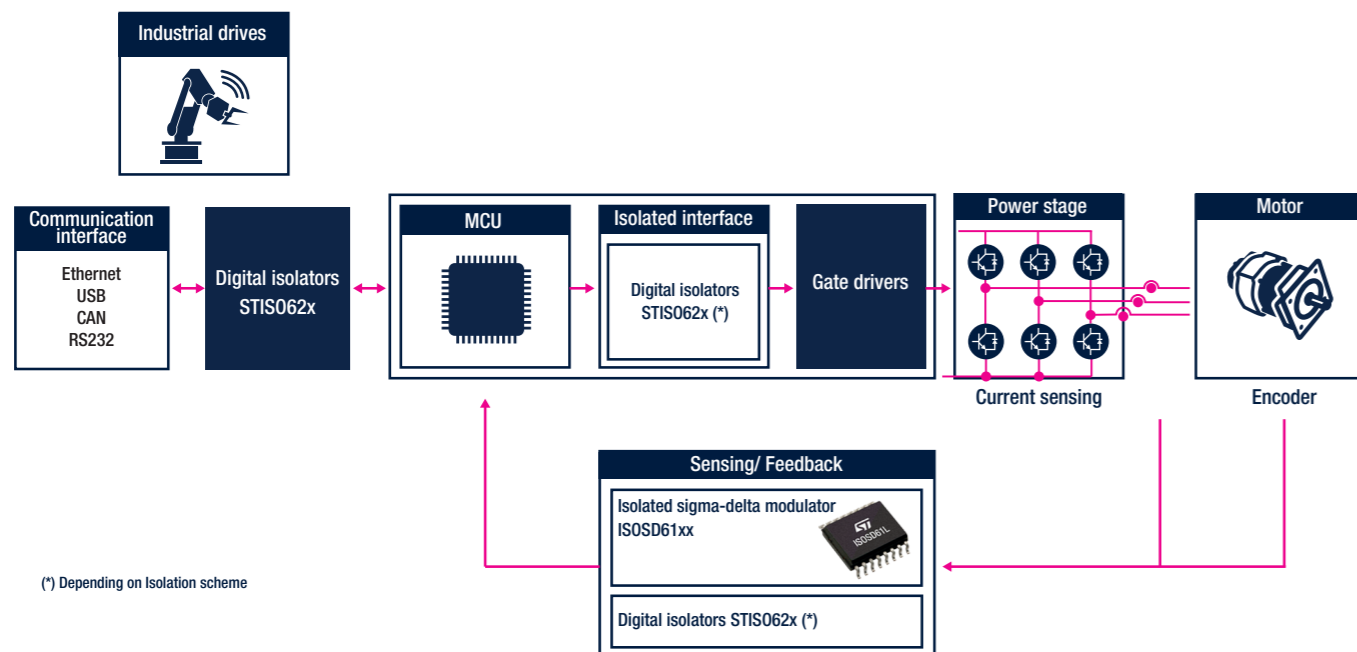 Industrial drives
Communication
interface
Ethernet
USB
CAN
RS232
Digital isolators
STISO62x
MCU
Isolated interface
Digital isolators
STISO62x (*)
Gate drivers
Power stage
Current sensing
Motor
Encoder
Sensing/ Feedback
Isolated sigma-delta modulator
ISOSD61xx
ST
ISOSD61L
Digital isolators STISO62x (*)
(*) Depending on Isolation scheme